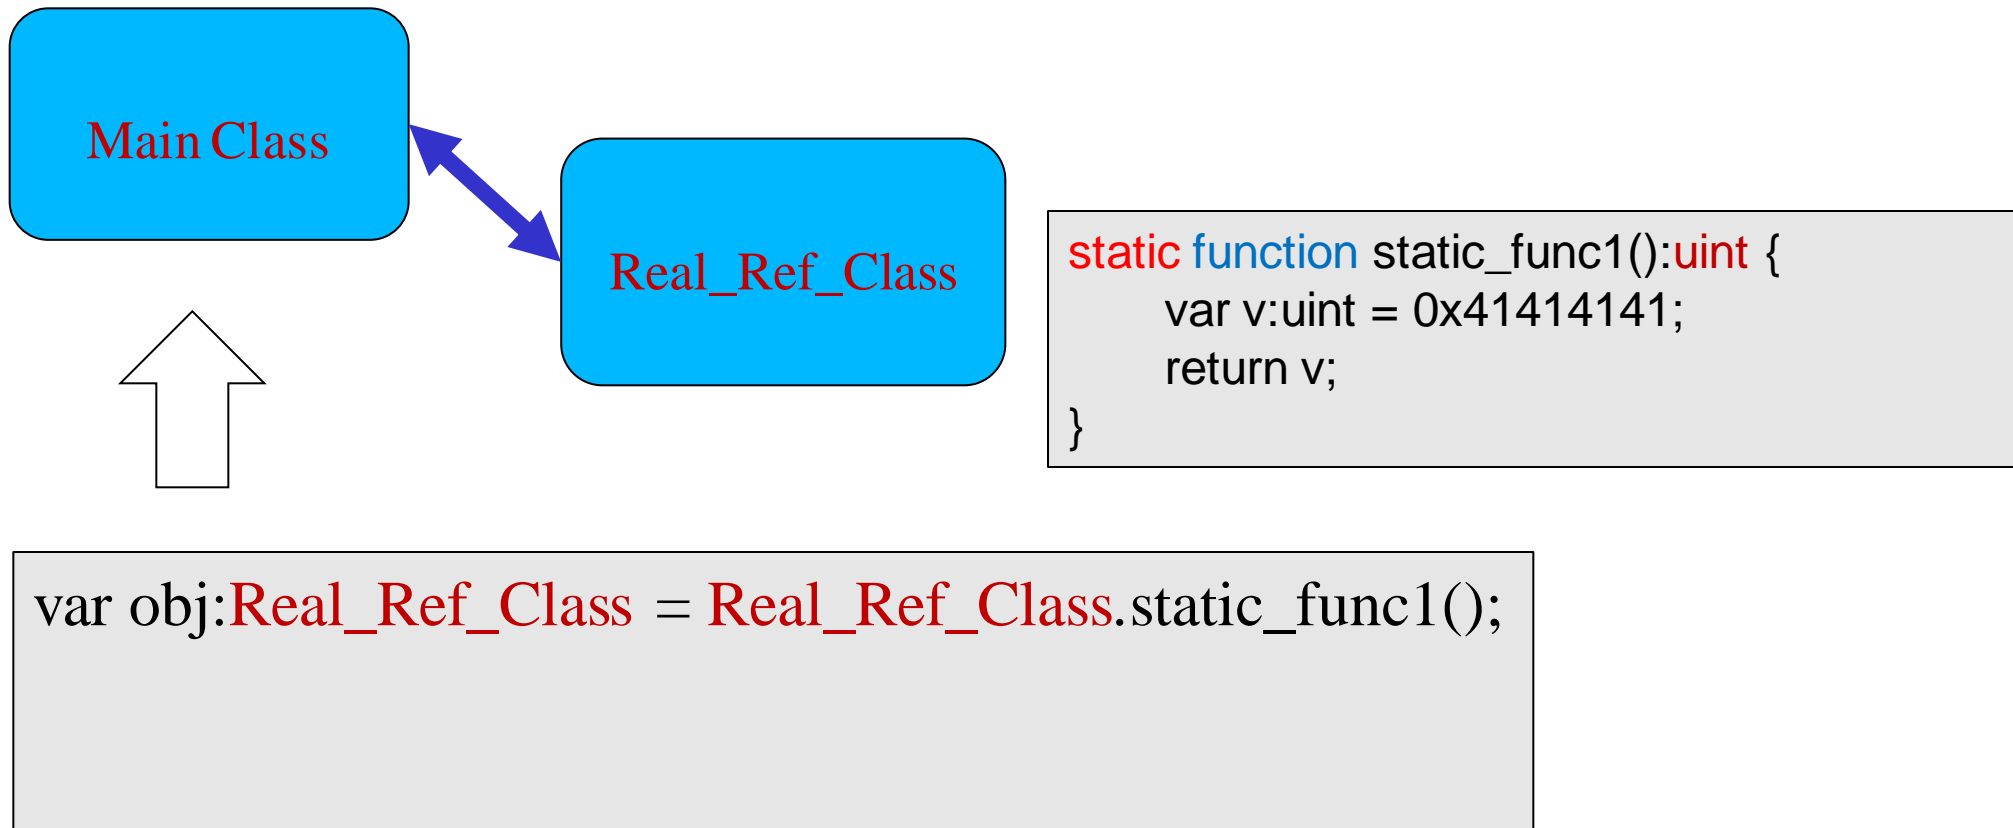 Main Class
Real_Ref_Class
static function static_func1():uint {
var v:uint = 0x41414141;
return v;
}
var obj:Real_Ref_Class = Real_Ref_Class.static_func1();